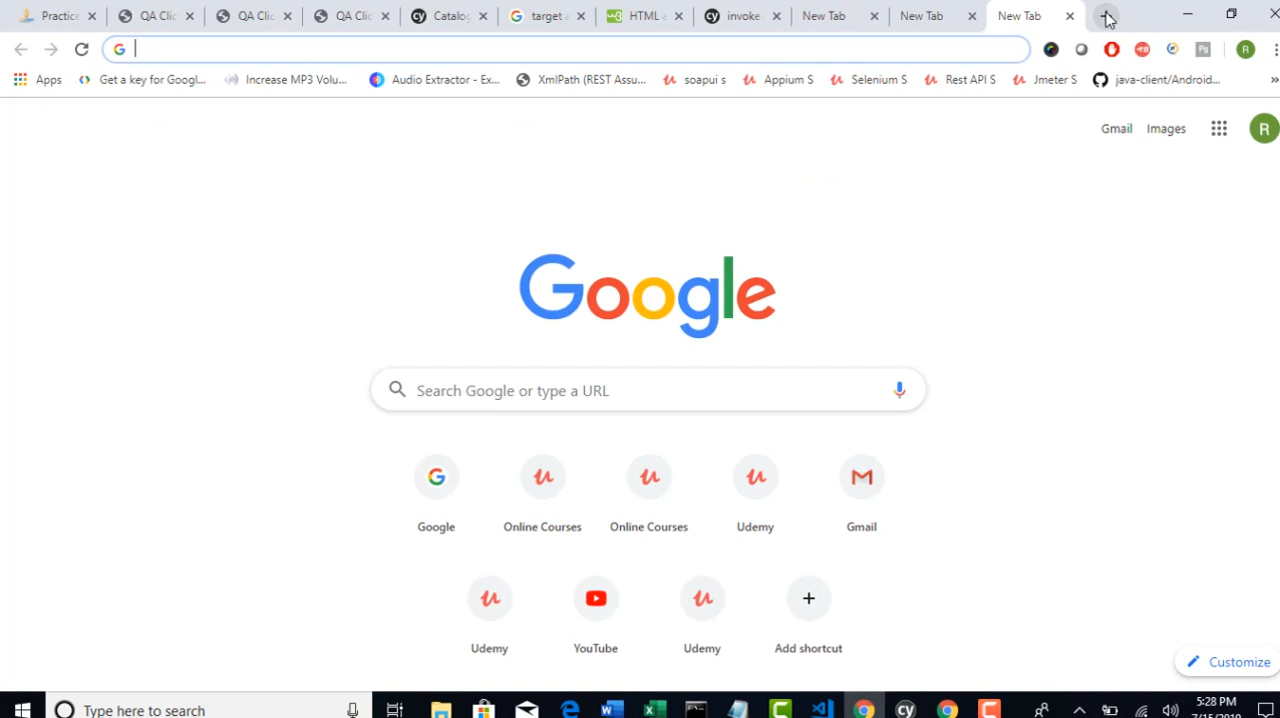 Practice
QA Clic
QA Clic
QA Clic
Catalog
target a
HTML a
invoke
New Tab
New Tab
New Tab
Apps
Get a key for Googl...
Increase MP3 Volu...
Audio Extractor - Ex...
XmlPath (REST Assu...
soapui s
Appium S
Selenium S
Rest API S
Jmeter S
java-client/Android...
Gmail
Images
R
Google
Search Google or type a URL
Google
Online Courses
Online Courses
Udemy
Gmail
Udemy
YouTube
Udemy
Add shortcut
Customize
Type here to search
5:28 PM